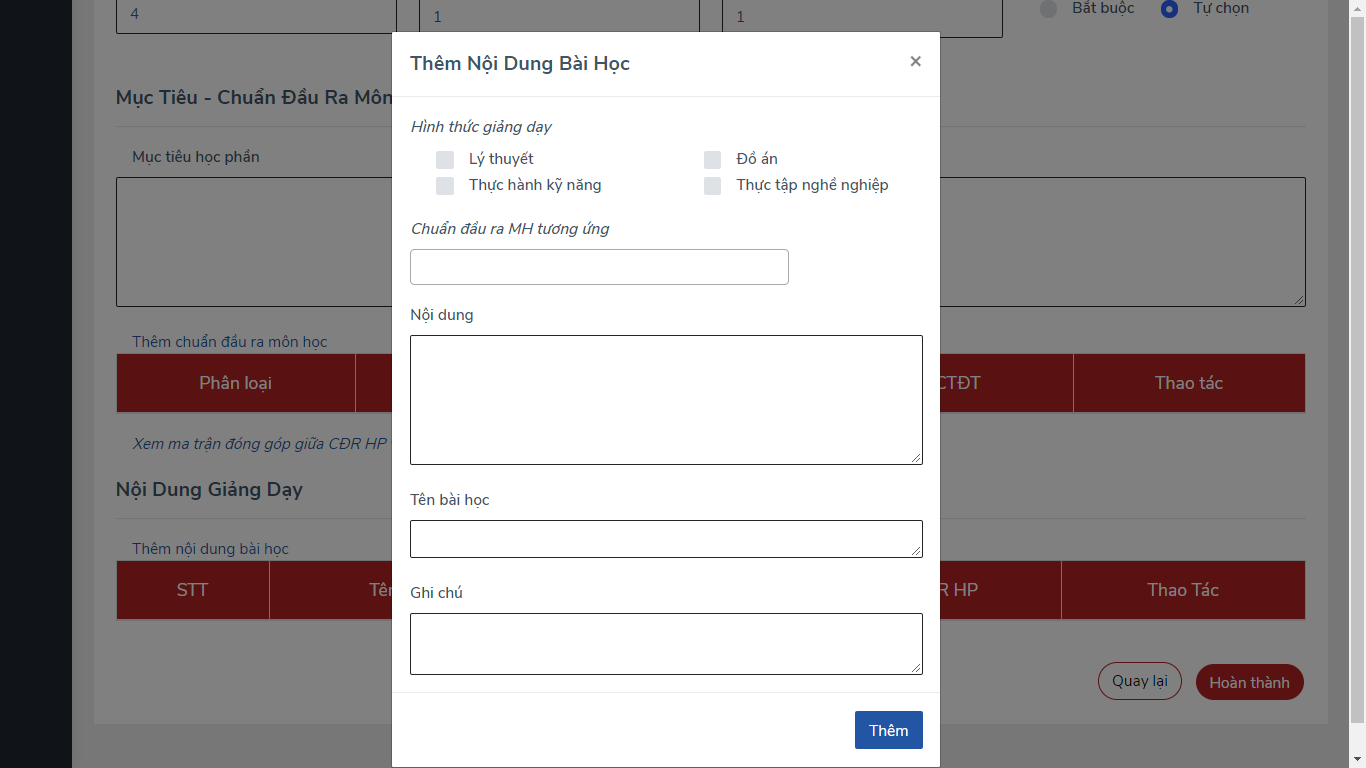 4 1 1 Bắt buộc Tự chọn
Thêm Nội Dung Bài Học ×
Mục Tiêu - Chuẩn Đầu Ra Môn
Hình thức giảng dạy
Mục tiêu học phần
Lý thuyết Đồ án
Thực hành kỹ năng Thực tập nghề nghiệp
Chuẩn đầu ra MH tương ứng
Nội dung
Thêm chuẩn đầu ra môn học
Phân loại CTĐT Thao tác
Xem ma trận đóng góp giữa CĐR HP
Nội Dung Giảng Dạy
Tên bài học
Thêm nội dung bài học
STT HP Thao Tác
Ghi chú
Quay lại Hoàn thành
Thêm